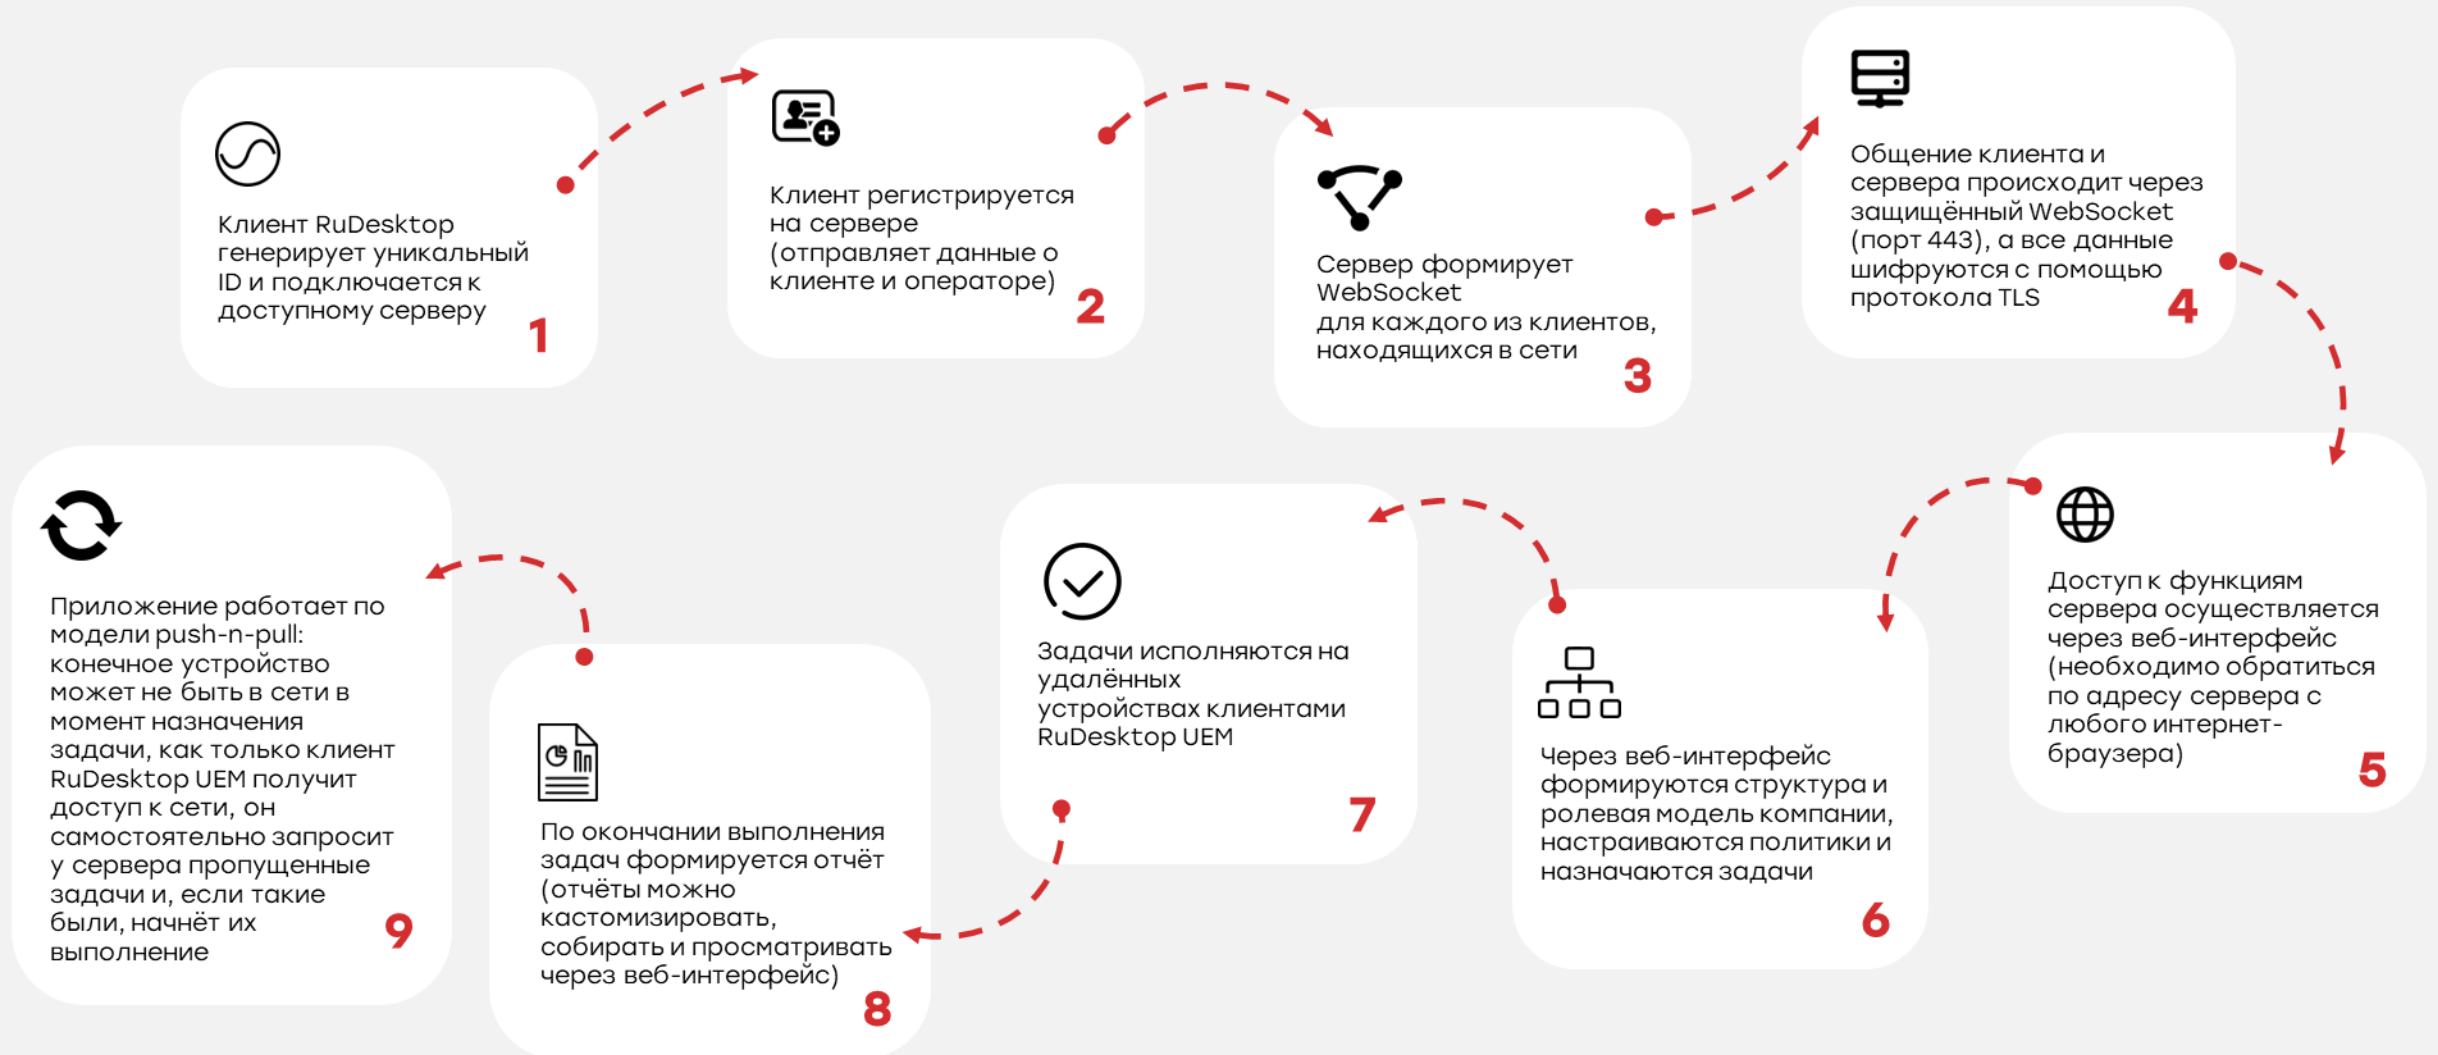 Клиент RuDesktop
генерирует уникальный
ID и подключается к
доступному серверу
1
Клиент регистрируется
на сервере
(отправляет данные о
клиенте и операторе)
2
Сервер формирует
WebSocket
для каждого из клиентов,
находящихся в сети
3
Общение клиента и
сервера происходит через
защищённый WebSocket
(порт 443), а все данные
шифруются с помощью
протокола TLS
4
Доступ к функциям
сервера осуществляется
через веб-интерфейс
(необходимо обратиться
по адресу сервера с
любого интернет-
браузера)
5
Через веб-интерфейс
формируются структура и
ролевая модель компании,
настраиваются политики и
назначаются задачи
6
Задачи исполняются на
удалённых
устройствах клиентами
RuDesktop UEM
7
По окончании выполнения
задач формируется отчёт
(отчёты можно
кастомизировать,
собирать и просматривать
через веб-интерфейс)
8
Приложение работает по
модели push-n-pull:
конечное устройство
может не быть в сети в
момент назначения
задачи, как только клиент
RuDesktop UEM получит
доступ к сети, он
самостоятельно запросит
у сервера пропущенные
задачи и, если такие
были, начнёт их
выполнение
9